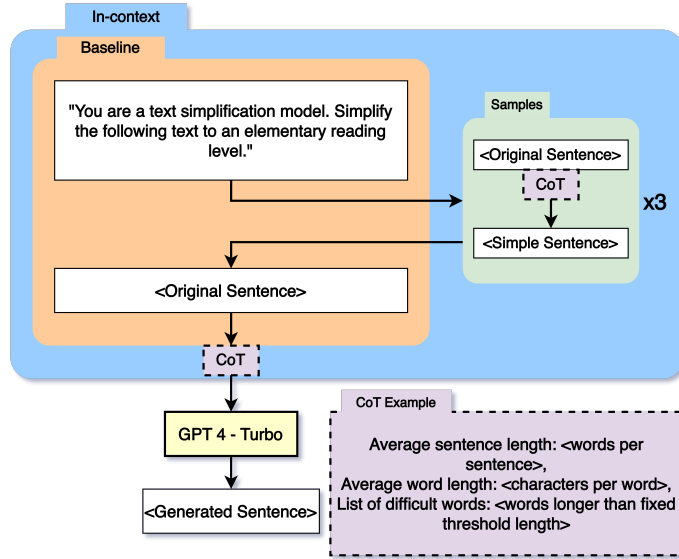 In-context
Baseline
"You are a text simplification model. Simplify
the following text to an elementary reading
level."
Samples
<Original Sentence>
CoT
<Simple Sentence>
x3
<Original Sentence>
CoT
GPT 4 - Turbo
<Generated Sentence>
CoT Example
Average sentence length: <words per
sentence>,
Average word length: <characters per word>,
List of difficult words: <words longer than fixed
threshold length>